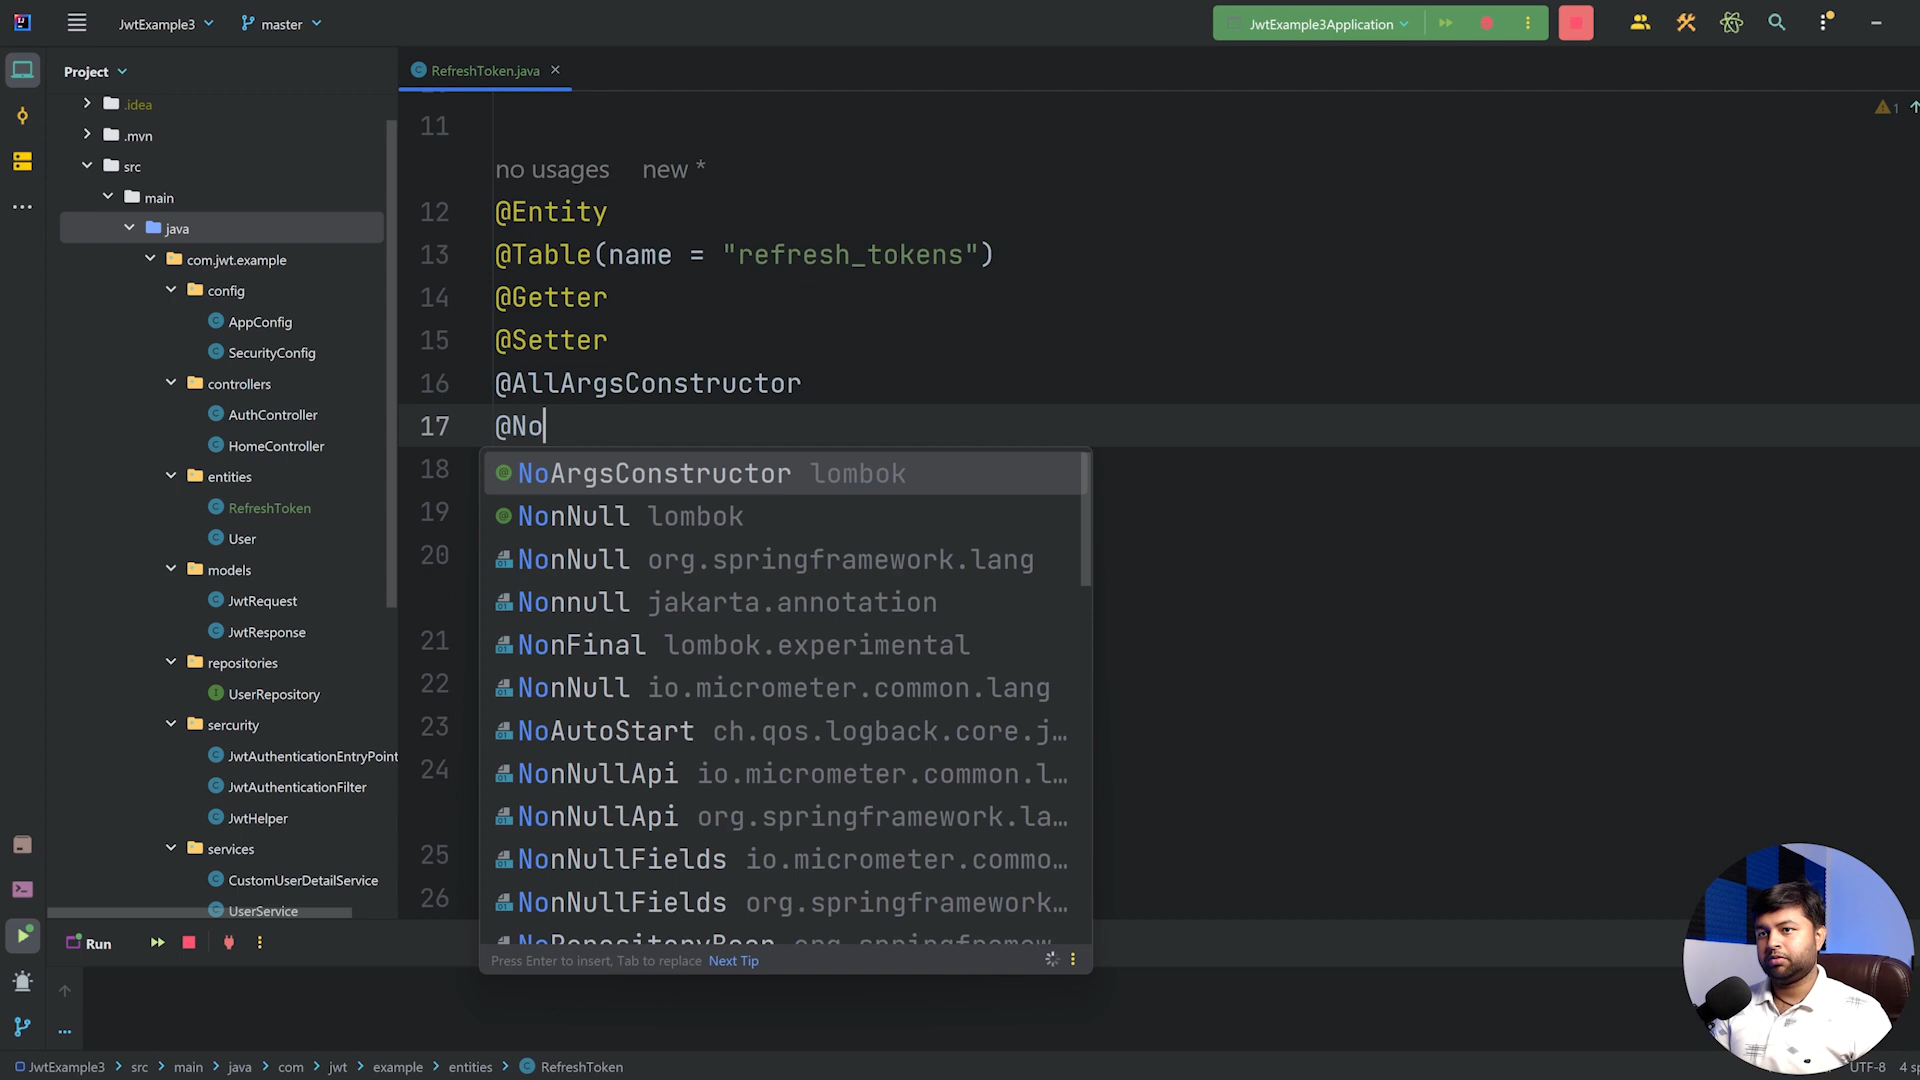 JwtExample3
master
JwtExample3Application
Project
RefreshToken.java
.idea
.mvn
src
main
java
com.jwt.example
config
AppConfig
SecurityConfig
controllers
AuthController
HomeController
entities
RefreshToken
User
models
JwtRequest
JwtResponse
repositories
UserRepository
sercurity
JwtAuthenticationEntryPoint
JwtAuthenticationFilter
JwtHelper
services
CustomUserDetailService
UserService
1
11
no usages new *
12 @Entity
13 @Table(name = "refresh_tokens")
14 @Getter
15 @Setter
16 @AllArgsConstructor
17 @No
18
19
20
21
22
23
24
25
26
NoArgsConstructor lombok
NonNull lombok
NonNull org.springframework.lang
Nonnull jakarta.annotation
NonFinal lombok.experimental
NonNull io.micrometer.common.lang
NoAutoStart ch.qos.logback.core.j…
NonNullApi io.micrometer.common.l…
NonNullApi org.springframework.la…
NonNullFields io.micrometer.commo…
NonNullFields org.springframework…
NoRepositoryBean org.springframew…
Press Enter to insert, Tab to replace Next Tip
Run
JwtExample3 > src > main > java > com > jwt > example > entities > RefreshToken
UTF-8